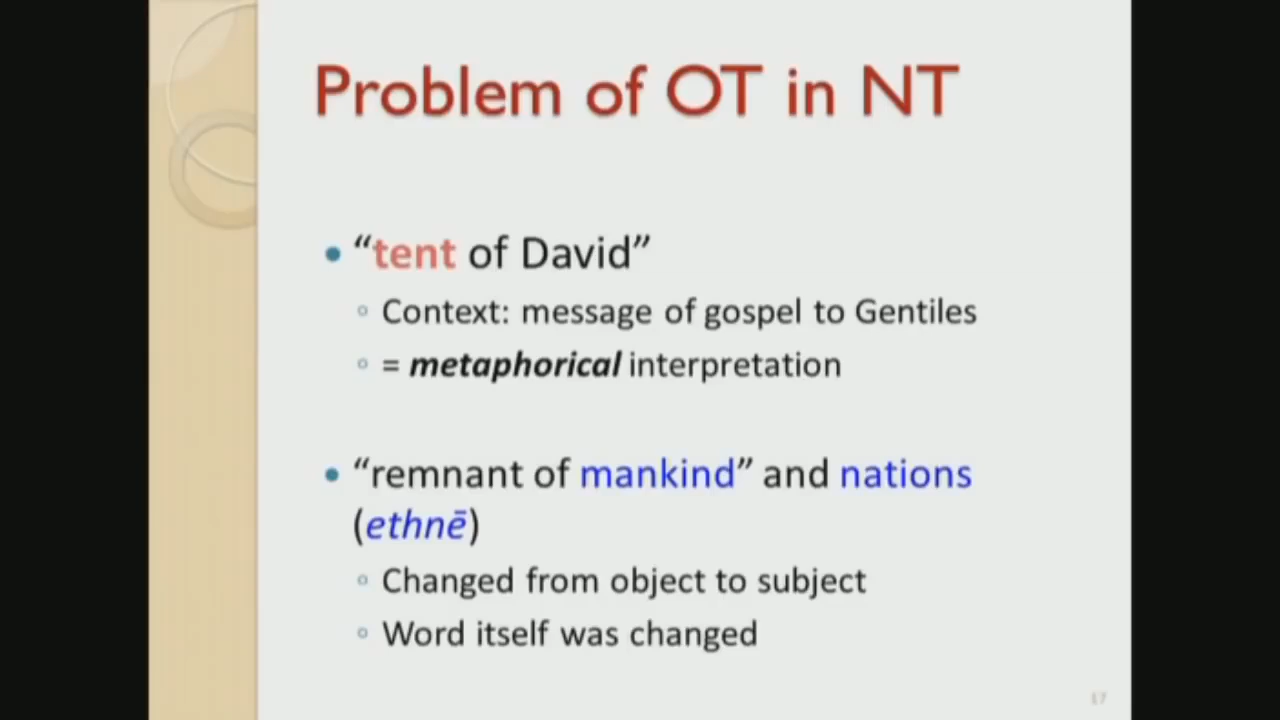 Problem of OT in NT
• “tent of David”
◦ Context: message of gospel to Gentiles
◦ = metaphorical interpretation
• “remnant of mankind” and nations
(ethnē)
◦ Changed from object to subject
◦ Word itself was changed
17